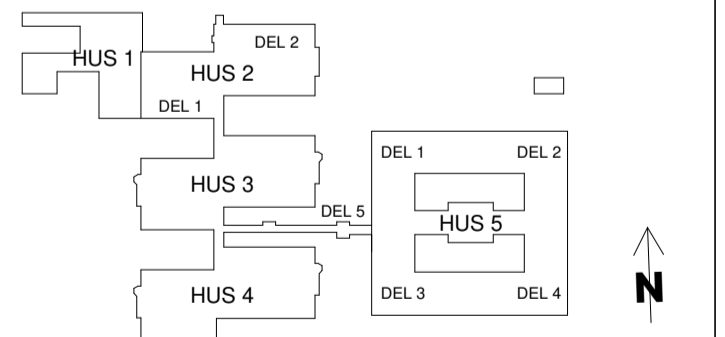 HUS 1
DEL 2
HUS 2
DEL 1
DEL 1
DEL 2
HUS 3
DEL 5
HUS 5
HUS 4
DEL 3
DEL 4
N